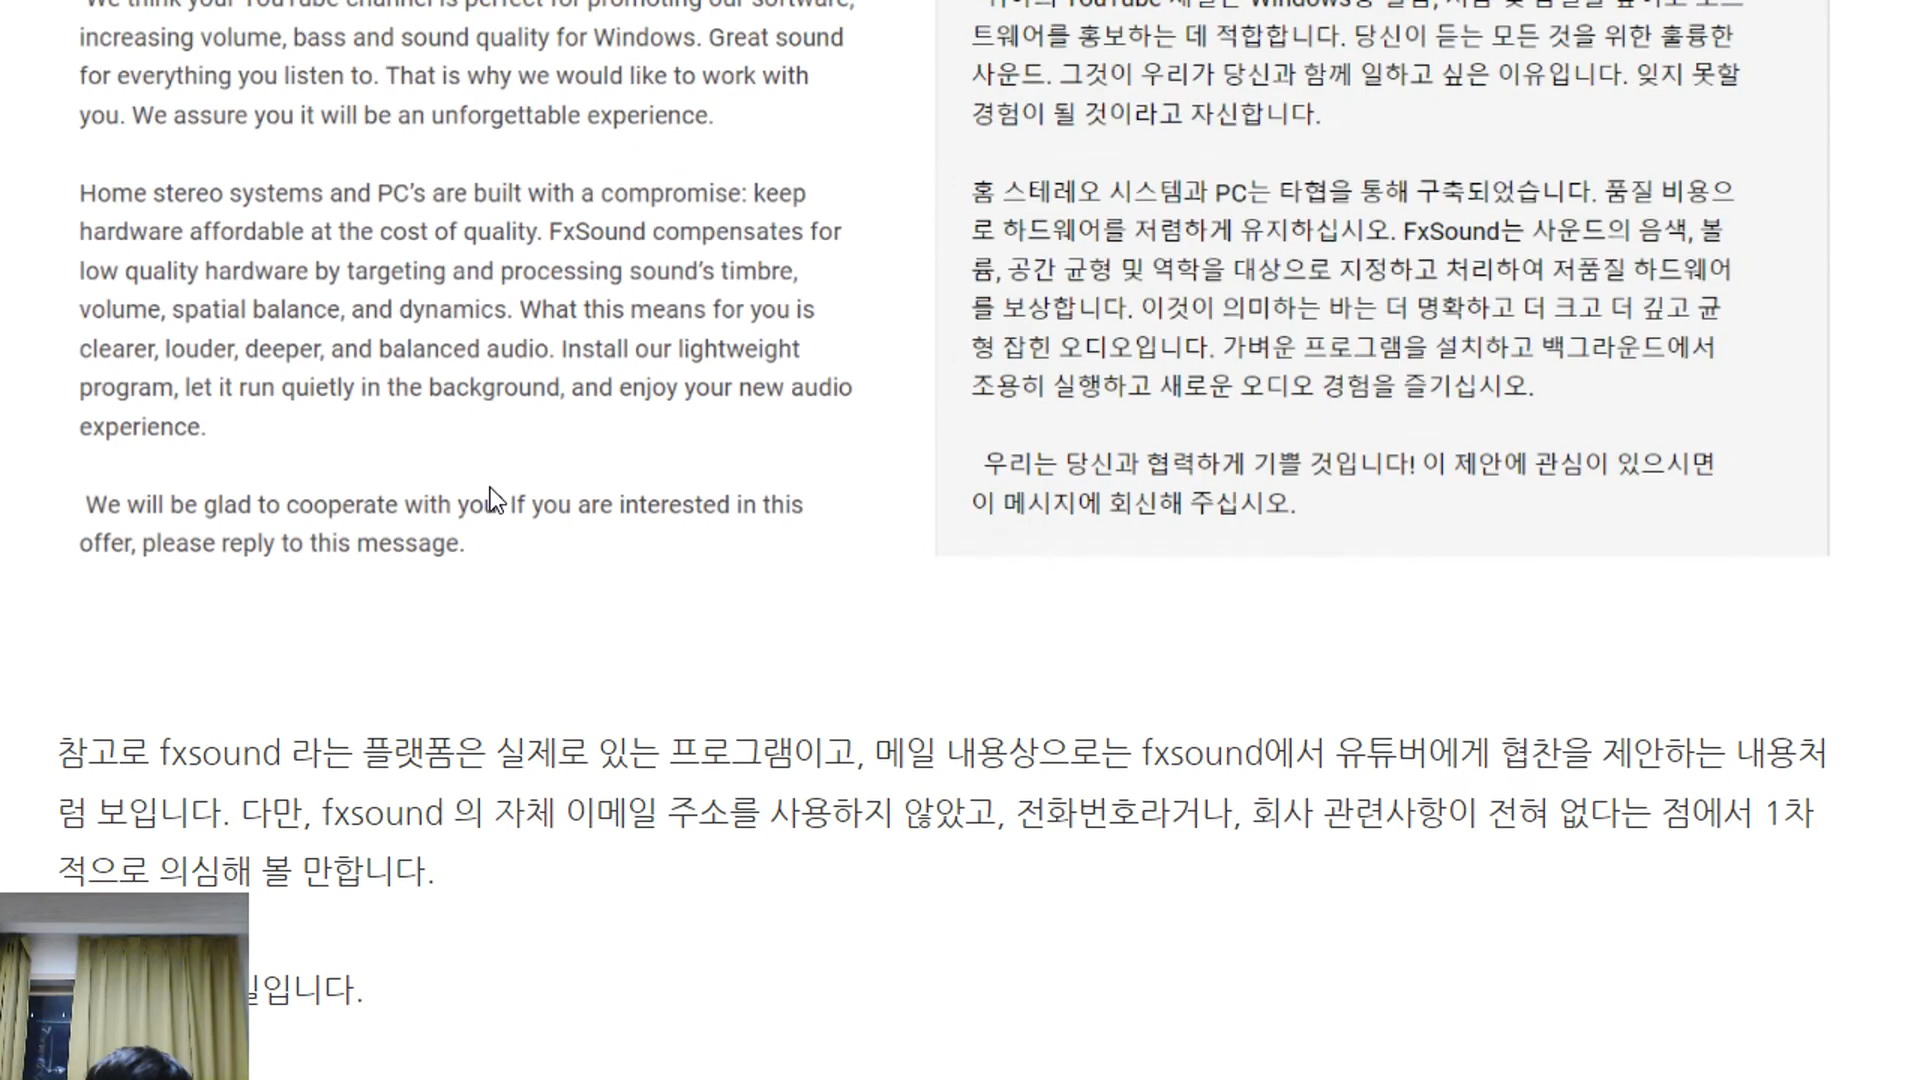 We think your YouTube channel is perfect for promoting our software,
increasing volume, bass and sound quality for Windows. Great sound
for everything you listen to. That is why we would like to work with
you. We assure you it will be an unforgettable experience.
Home stereo systems and PC’s are built with a compromise: keep
hardware affordable at the cost of quality. FxSound compensates for
low quality hardware by targeting and processing sound’s timbre,
volume, spatial balance, and dynamics. What this means for you is
clearer, louder, deeper, and balanced audio. Install our lightweight
program, let it run quietly in the background, and enjoy your new audio
experience.
We will be glad to cooperate with you If you are interested in this
offer, please reply to this message.
YouTube Windows용
트웨어를 홍보하는 데 적합합니다. 당신이 듣는 모든 것을 위한 훌륭한
사운드. 그것이 우리가 당신과 함께 일하고 싶은 이유입니다. 잊지 못할
경험이 될 것이라고 자신합니다.
홈 스테레오 시스템과 PC는 타협을 통해 구축되었습니다. 품질 비용으
로 하드웨어를 저렴하게 유지하십시오. FxSound는 사운드의 음색, 볼
륨, 공간 균형 및 역학을 대상으로 지정하고 처리하여 저품질 하드웨어
를 보상합니다. 이것이 의미하는 바는 더 명확하고 더 크고 더 깊고 균
형 잡힌 오디오입니다. 가벼운 프로그램을 설치하고 백그라운드에서
조용히 실행하고 새로운 오디오 경험을 즐기십시오.
우리는 당신과 협력하게 기쁠 것입니다! 이 제안에 관심이 있으시면
이 메시지에 회신해 주십시오.
참고로 fxsound 라는 플랫폼은 실제로 있는 프로그램이고, 메일 내용상으로는 fxsound에서 유튜버에게 협찬을 제안하는 내용처
럼 보입니다. 다만, fxsound 의 자체 이메일 주소를 사용하지 않았고, 전화번호라거나, 회사 관련사항이 전혀 없다는 점에서 1차
적으로 의심해 볼 만합니다.
입니다.